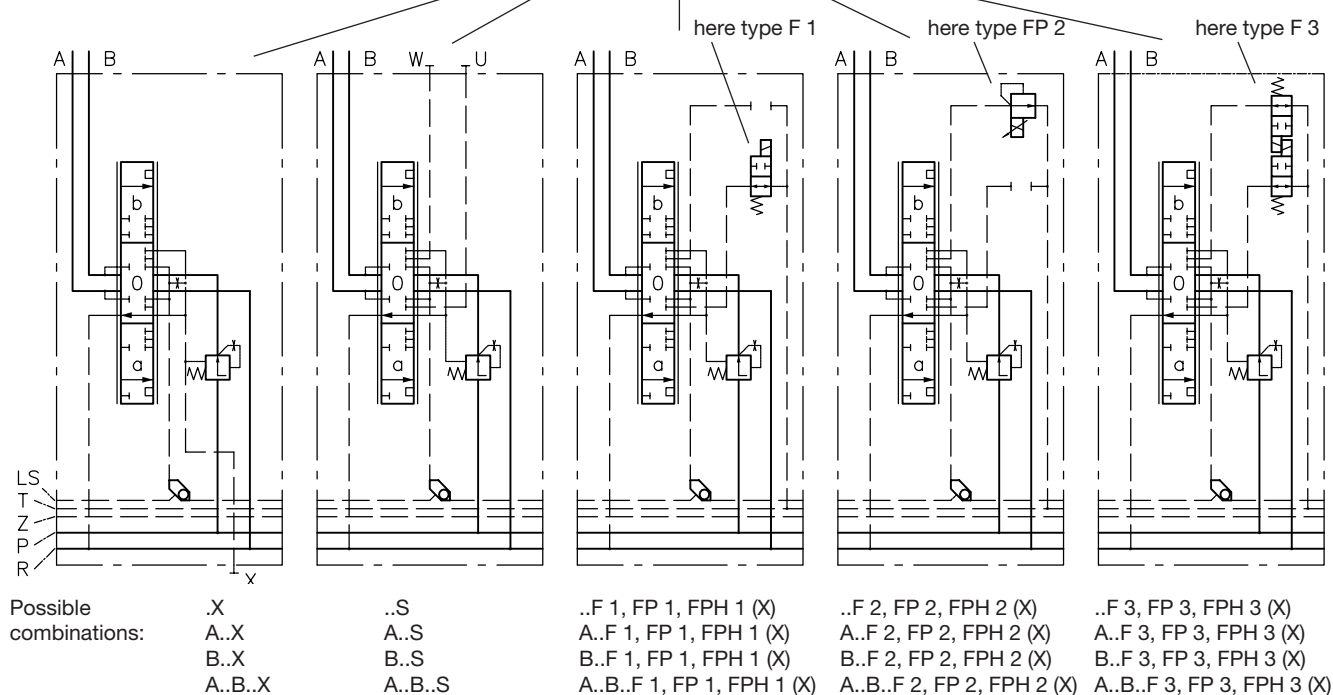 here type F 1 here type FP 2 here type F 3
A B A B W U A B A B A B
b b b b b
0 0 0 0 0
a a a a a
LS
T
Z
P
R
X
Possible .X ..S ..F 1, FP 1, FPH 1 (X) ..F 2, FP 2, FPH 2 (X) ..F 3, FP 3, FPH 3 (X)
combinations: A..X A..S A..F 1, FP 1, FPH 1 (X) A..F 2, FP 2, FPH 2 (X) A..F 3, FP 3, FPH 3 (X)
B..X B..S B..F 1, FP 1, FPH 1 (X) B..F 2, FP 2, FPH 2 (X) B..F 3, FP 3, FPH 3 (X)
A..B..X A..B..S A..B..F 1, FP 1, FPH 1 (X) A..B..F 2, FP 2, FPH 2 (X) A..B..F 3, FP 3, FPH 3 (X)